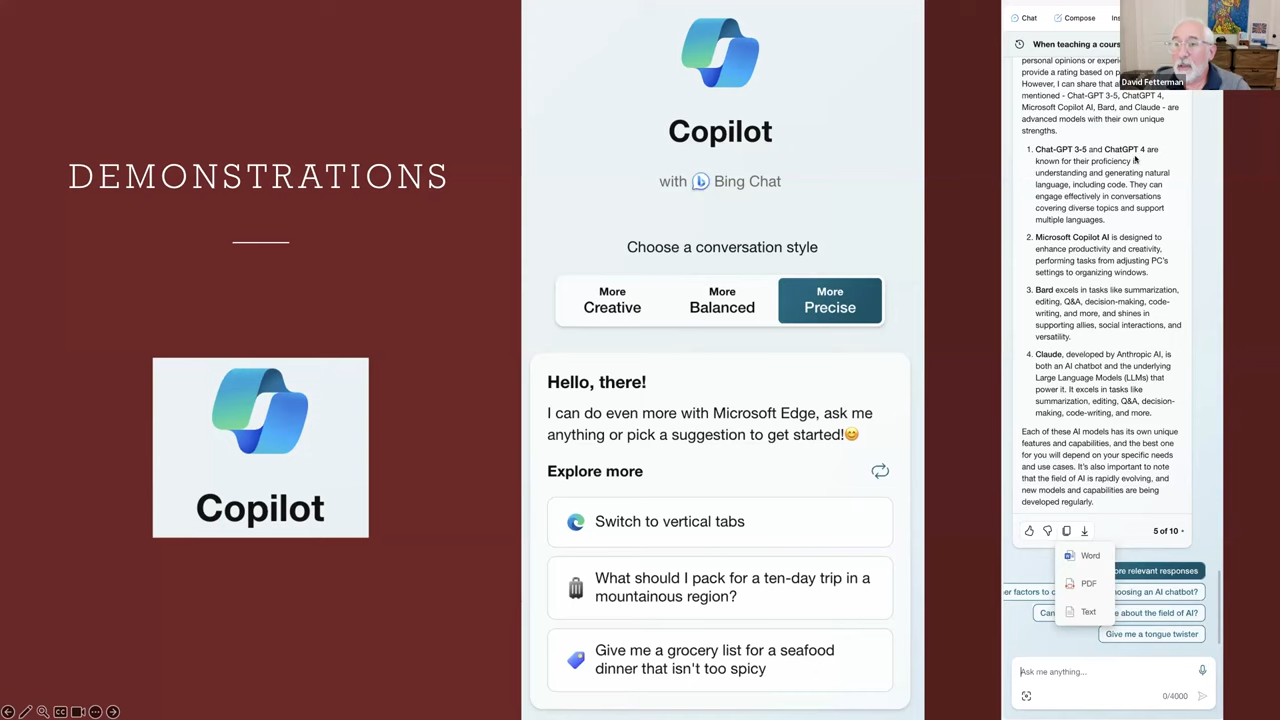 DEMONSTRATIONS
Copilot
Copilot
with Bing Chat
Choose a conversation style
More
Creative
More
Balanced
More
Precise
Hello, there!
I can do even more with Microsoft Edge, ask me
anything or pick a suggestion to get started!😊
Explore more
Switch to vertical tabs
What should I pack for a ten-day trip in a
mountainous region?
Give me a grocery list for a seafood
dinner that isn't too spicy
Chat
Compose
When teaching a cours
personal opinions or experi
provide a rating based on p
However, I can share that a
mentioned - Chat-GPT 3-5, ChatGPT 4,
Microsoft Copilot AI, Bard, and Claude - are
advanced models with their own unique
strengths.
1. Chat-GPT 3-5 and ChatGPT 4 are
known for their proficiency in
understanding and generating natural
language, including code. They can
engage effectively in conversations
covering diverse topics and support
multiple languages.
2. Microsoft Copilot AI is designed to
enhance productivity and creativity,
performing tasks from adjusting PC's
settings to organizing windows.
3. Bard excels in tasks like summarization,
editing, Q&A, decision-making, code-
writing, and more, and shines in
supporting allies, social interactions, and
versatility.
4. Claude, developed by Anthropic AI, is
both an AI chatbot and the underlying
Large Language Models (LLMs) that
power it. It excels in tasks like
summarization, editing, Q&A, decision-
making, code-writing, and more.
Each of these AI models has its own unique
features and capabilities, and the best one
for you will depend on your specific needs
and use cases. It's also important to note
that the field of AI is rapidly evolving, and
new models and capabilities are being
developed regularly.
5 of 10
Word
PDF
Text
ore relevant responses
er factors to c
oosing an AI chatbot?
Can
e about the field of AI?
Give me a tongue twister
Ask me anything...
0/4000
David Fetterman